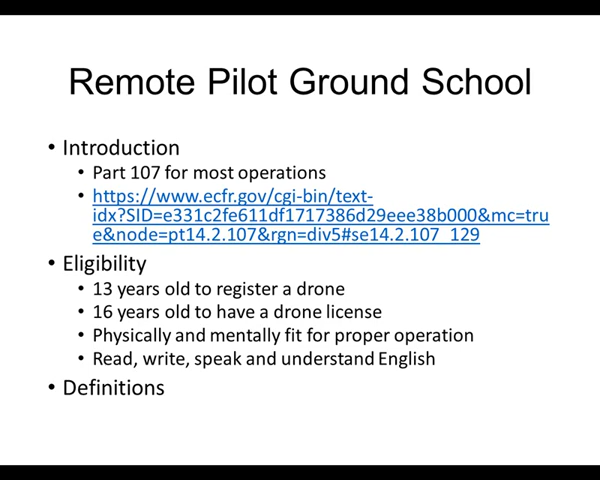 Remote Pilot Ground School
• Introduction
• Part 107 for most operations
• https://www.ecfr.gov/cgi-bin/text-
idx?SID=e331c2fe611df1717386d29eee38b000&mc=tru
e&node=pt14.2.107&rgn=div5#se14.2.107_129
• Eligibility
• 13 years old to register a drone
• 16 years old to have a drone license
• Physically and mentally fit for proper operation
• Read, write, speak and understand English
• Definitions